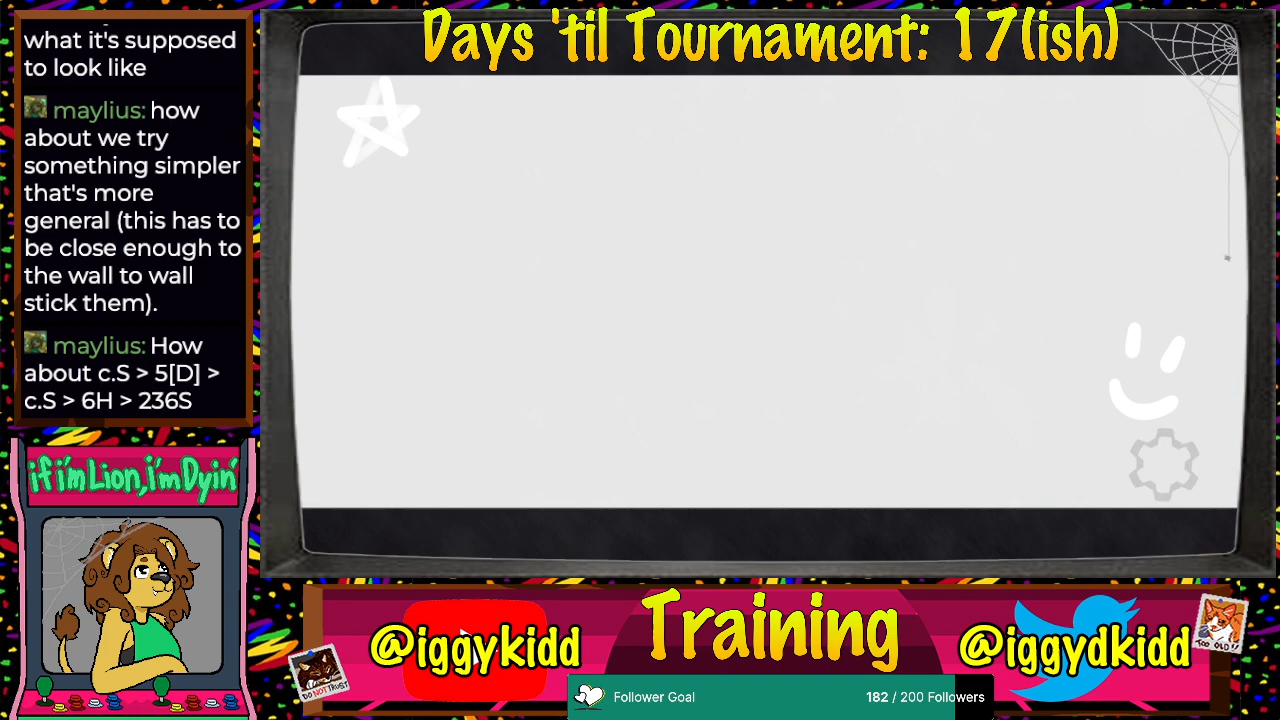 what it's supposed
to look like
maylius: how
about we try
something simpler
that's more
general (this has to
be close enough to
the wall to wall
stick them).
maylius: How
about c.S > 5[D] >
c.S > 6H > 236S
Days 'til Tournament: 17(ish)
if i'm Lion, i'm Dyin'
@iggykidd
Training
@iggydkidd
DO NOT TRUST
TOO OLD!!
Follower Goal
182 / 200 Followers